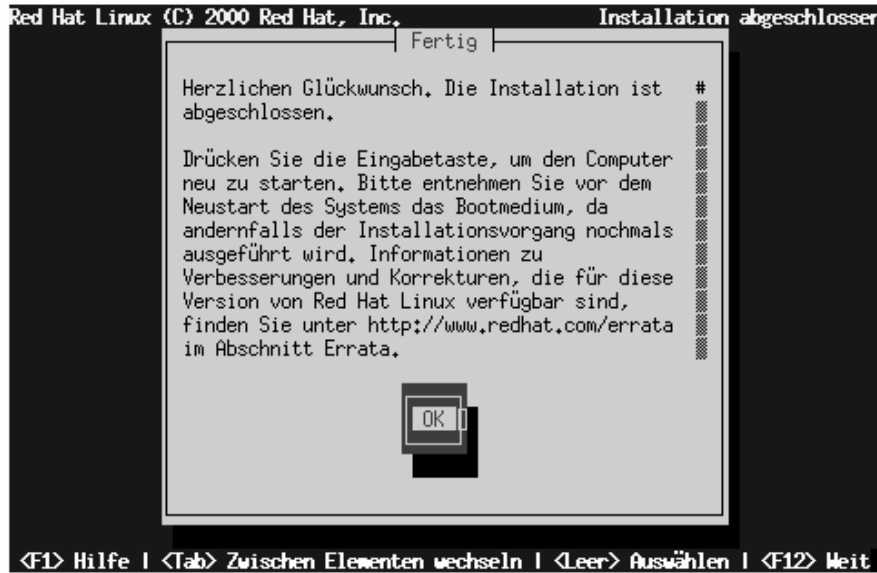 Red Hat Linux (C) 2000 Red Hat, Inc. Installation abgeschlossen
Fertig
Herzlichen Glückwunsch. Die Installation ist #
abgeschlossen.
Drücken Sie die Eingabetaste, um den Computer
neu zu starten. Bitte entnehmen Sie vor dem
Neustart des Systems das Bootmedium, da
andernfalls der Installationsvorgang nochmals
ausgeführt wird. Informationen zu
Verbesserungen und Korrekturen, die für diese
Version von Red Hat Linux verfügbar sind,
finden Sie unter http://www.redhat.com/errata
im Abschnitt Errata.
OK
<F1> Hilfe | <Tab> Zwischen Elementen wechseln | <Leer> Auswählen | <F12> Weit